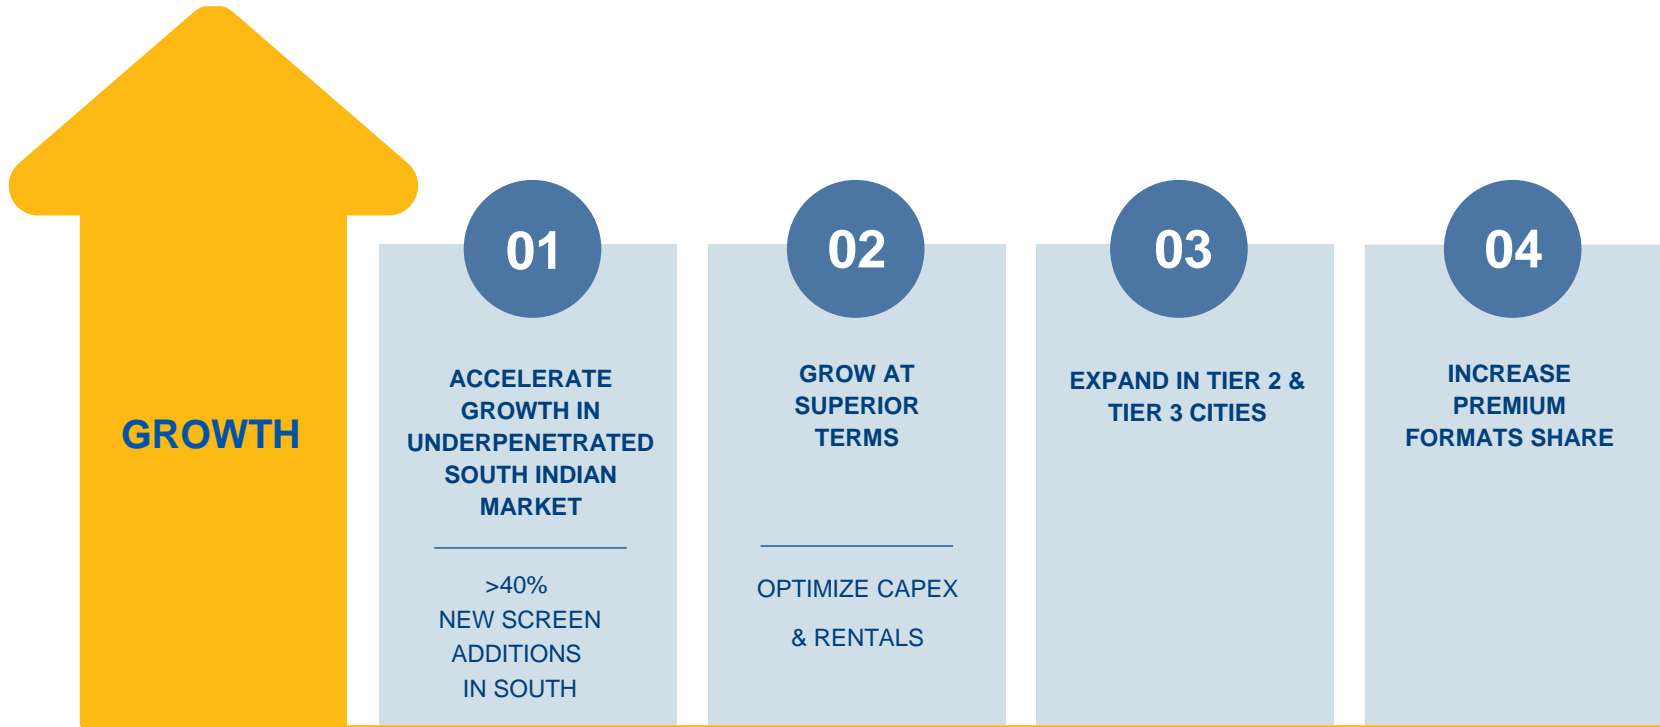 GROWTH
01
ACCELERATE
GROWTH IN
UNDERPENETRATED
SOUTH INDIAN
MARKET
>40%
NEW SCREEN
ADDITIONS
IN SOUTH
02
GROW AT
SUPERIOR
TERMS
OPTIMIZE CAPEX
& RENTALS
03
EXPAND IN TIER 2 &
TIER 3 CITIES
04
INCREASE
PREMIUM
FORMATS SHARE